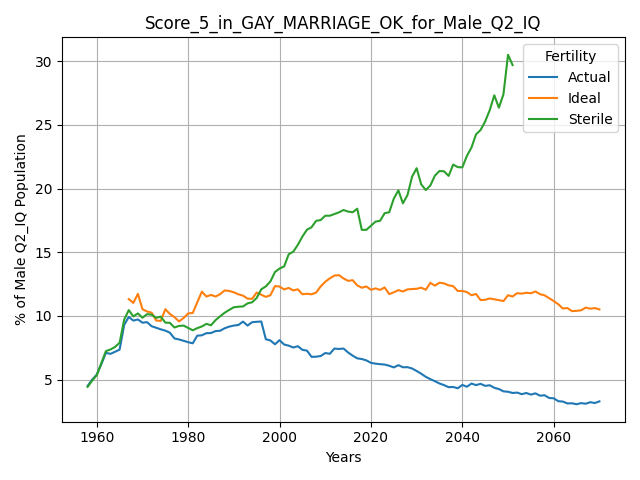 Score_5_in_GAY_MARRIAGE_OK_for_Male_Q2_IQ
% of Male Q2_IQ Population
30
25
20
15
10
5
Fertility
Actual
Ideal
Sterile
1960
1980
2000
2020
2040
2060
Years